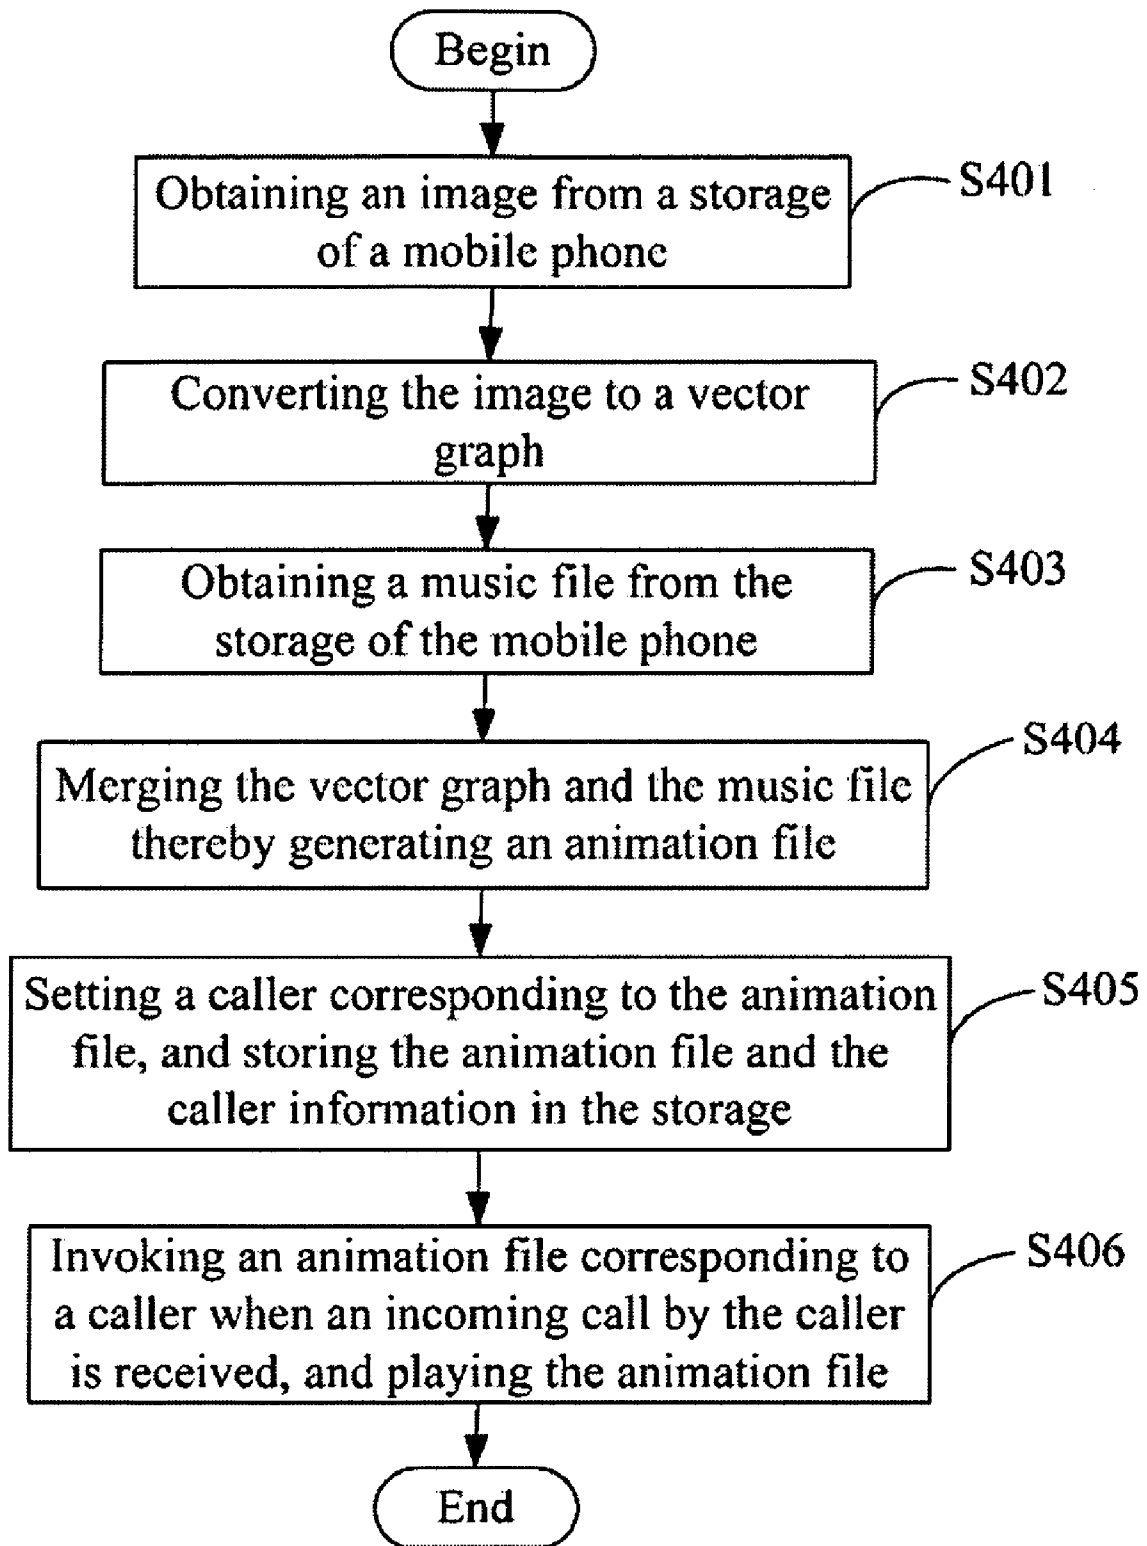 Begin
Obtaining an image from a storage
of a mobile phone
S401
Converting the image to a vector
graph
S402
Obtaining a music file from the
storage of the mobile phone
S403
Merging the vector graph and the music file
thereby generating an animation file
S404
Setting a caller corresponding to the animation
file, and storing the animation file and the
caller information in the storage
S405
Invoking an animation file corresponding to
a caller when an incoming call by the caller
is received, and playing the animation file
S406
End